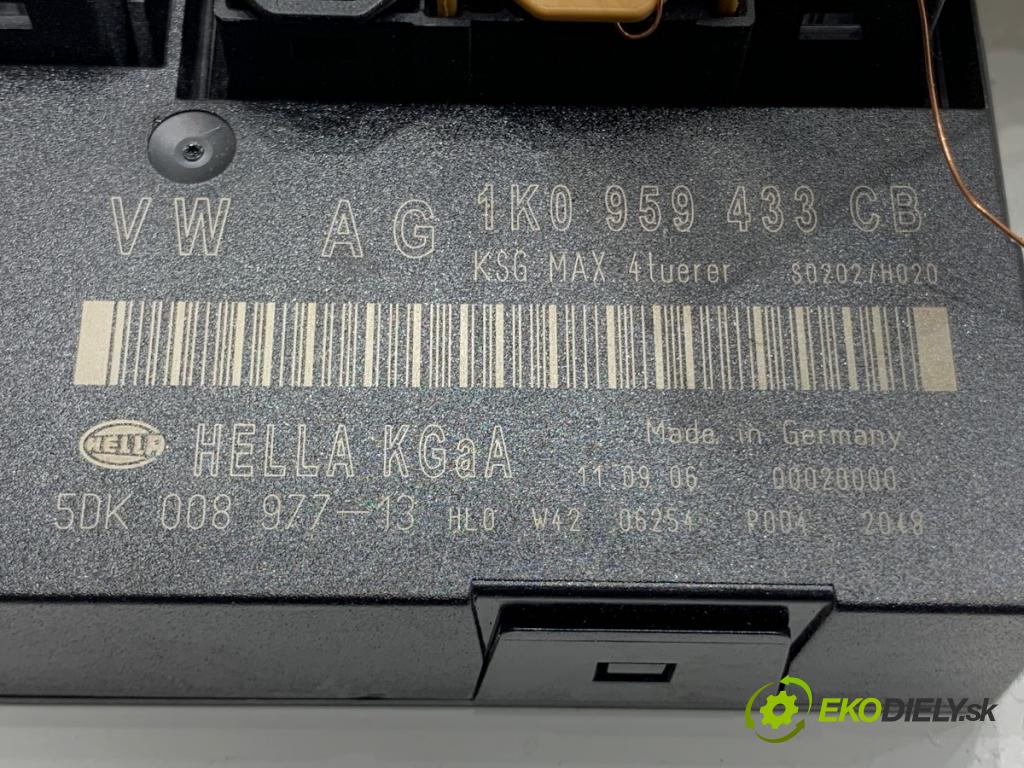 VW AG 1K0 959 433 CB
KSG MAX 4tuerer S0202/H020
HELLA HELLA KGaA Made in Germany
11 09 06 00020000
5DK 008 977-13 HL0 W42 06254 P004 2048
EKODIELY.sk